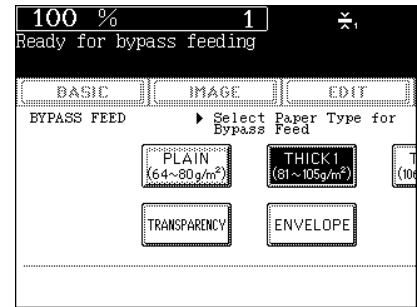 100 % 1
Ready for bypass feeding
BASIC IMAGE EDIT
BYPASS FEED ▶ Select Paper Type for
Bypass Feed
PLAIN THICK1
(64~80g/m²) (81~105g/m²)
TRANSPARENCY ENVELOPE